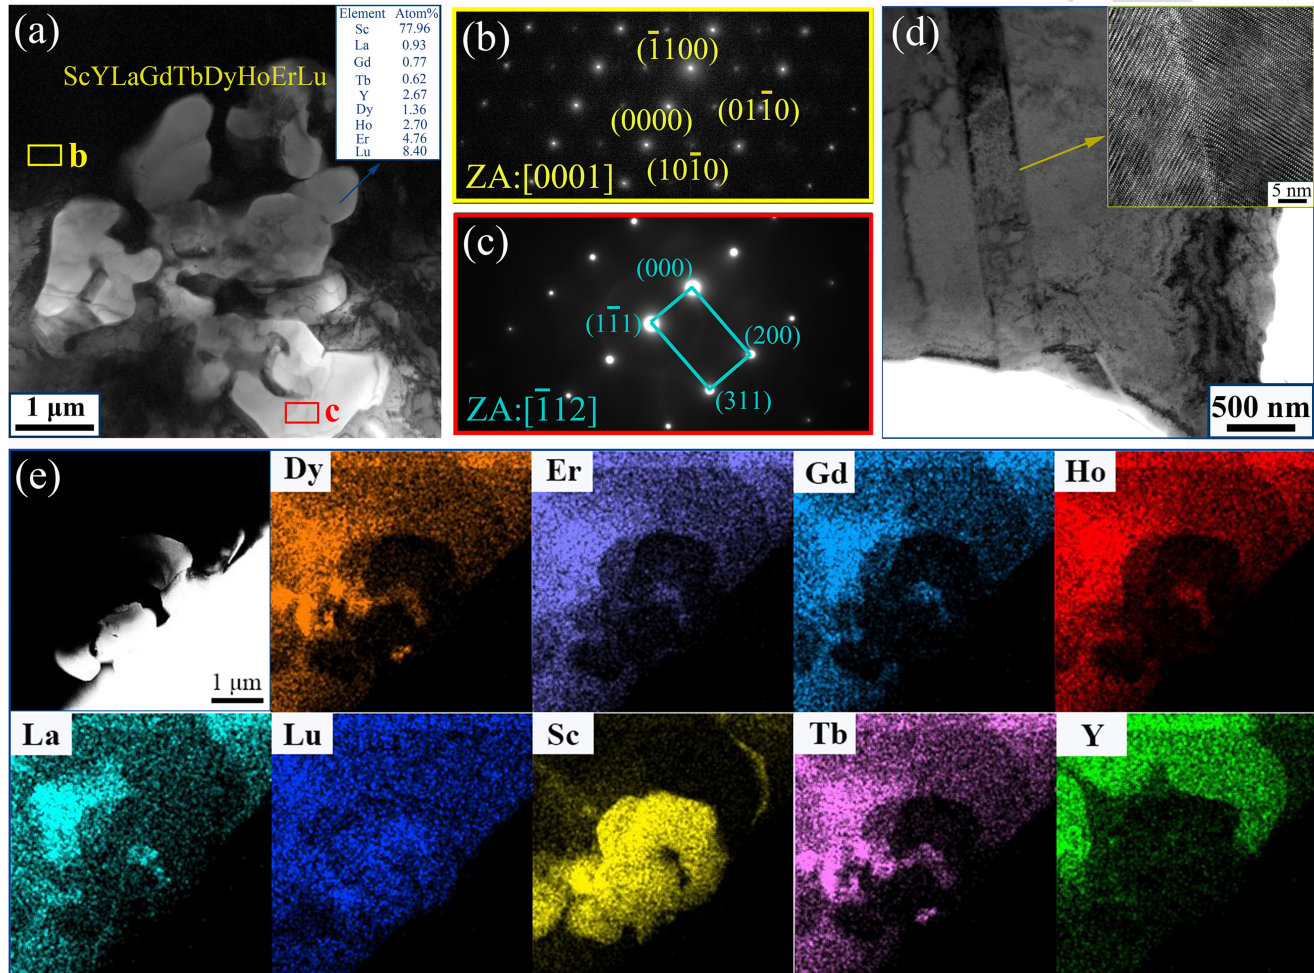 (a)
Element Atom%
Sc 77.96
La 0.93
Gd 0.77
Tb 0.62
Y 2.67
Dy 1.36
Ho 2.70
Er 4.76
Lu 8.40
ScYLaGdTbDyHoErLu
b
c
1 μm
(b)
(1̅100)
(0000)
(011̅0)
(101̅0)
ZA:[0001]
(c)
(000)
(11̅1)
(200)
(311)
ZA:[1̅12]
(d)
5 nm
500 nm
(e)
1 μm
Dy
Er
Gd
Ho
La
Lu
Sc
Tb
Y